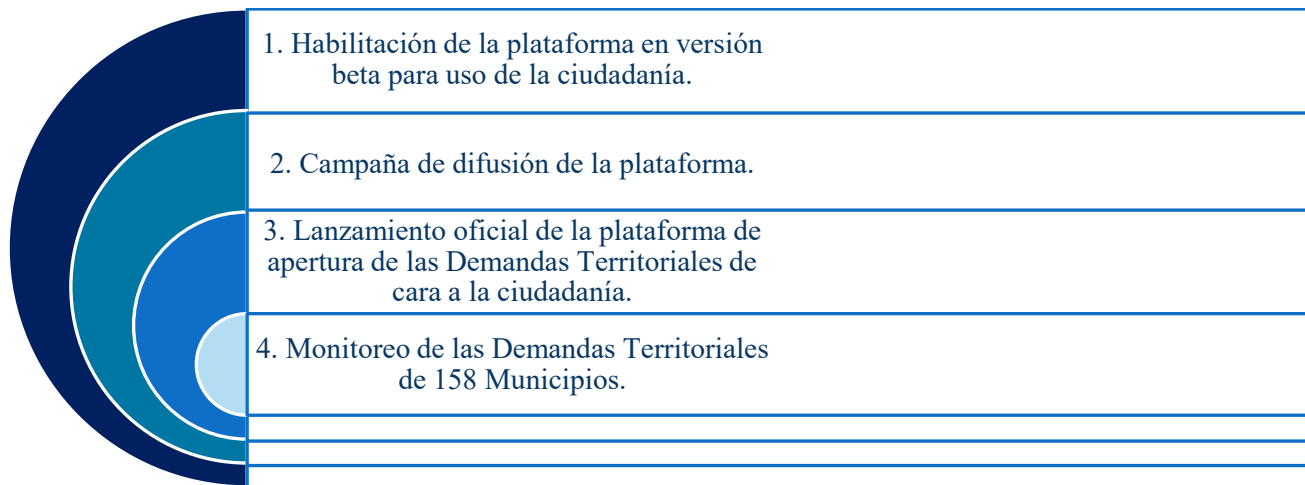 1. Habilitación de la plataforma en versión
beta para uso de la ciudadanía.
2. Campaña de difusión de la plataforma.
3. Lanzamiento oficial de la plataforma de
apertura de las Demandas Territoriales de
cara a la ciudadanía.
4. Monitoreo de las Demandas Territoriales
de 158 Municipios.